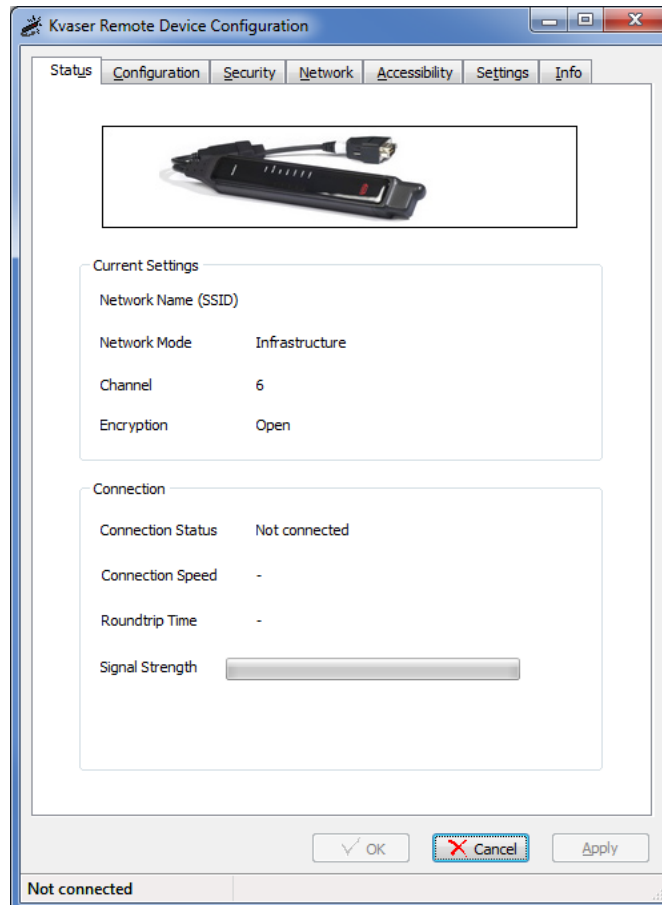 Kvaser Remote Device Configuration
Status Configuration Security Network Accessibility Settings Info
Current Settings
Network Name (SSID)
Network Mode Infrastructure
Channel 6
Encryption Open
Connection
Connection Status Not connected
Connection Speed -
Roundtrip Time -
Signal Strength
OK Cancel Apply
Not connected